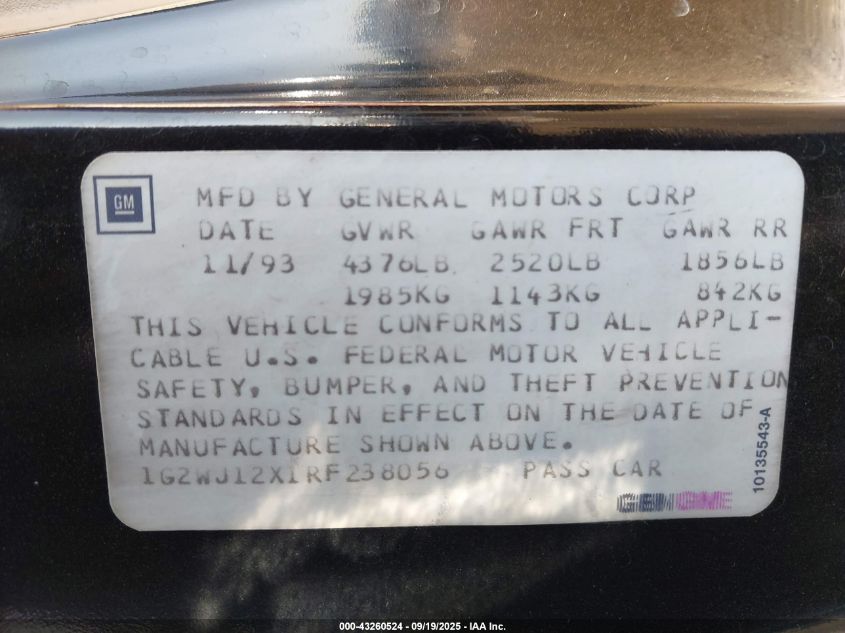 GM
MFD BY GENERAL MOTORS CORP
DATE GVWR GAWR FRT GAWR RR
11/93 4376LB 2520LB 1856LB
1985KG 1143KG 842KG
THIS VEHICLE CONFORMS TO ALL APPLI-
CABLE U.S. FEDERAL MOTOR VEHICLE
SAFETY, BUMPER, AND THEFT PREVENTION
STANDARDS IN EFFECT ON THE DATE OF
MANUFACTURE SHOWN ABOVE.
1G2WJ12X1RF238056 PASS CAR
10135543-A
000-43260524 - 09/19/2025 - IAA Inc.